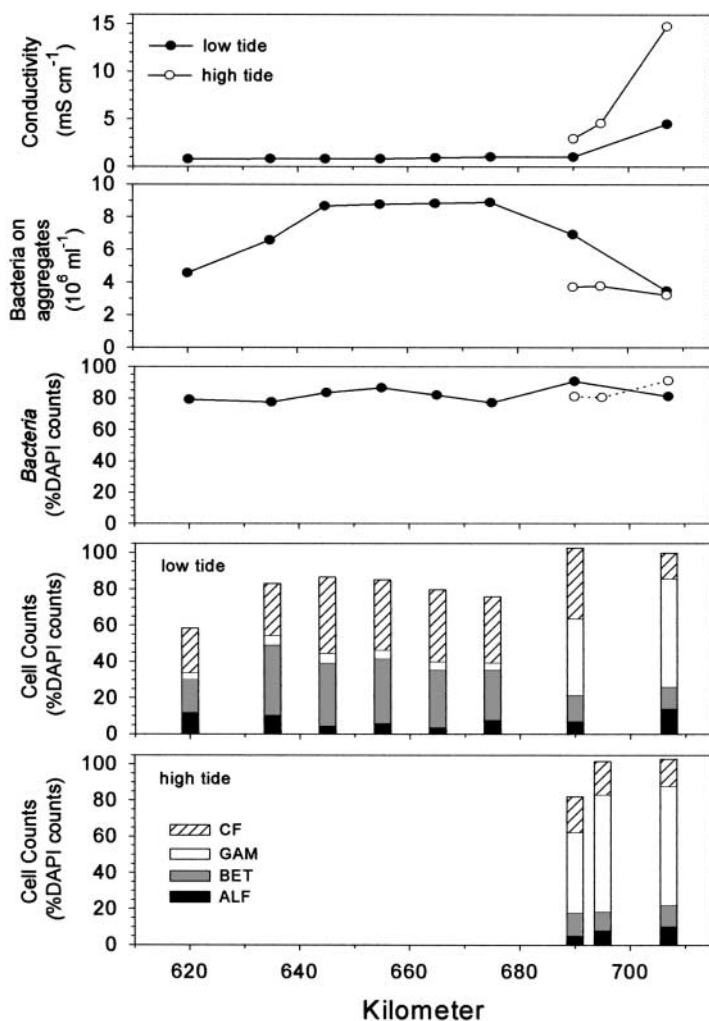 15
10
5
0
Conductivity
(mS cm-1)
low tide
high tide
10
8
6
4
2
0
Bacteria on
aggregates
(10^6 ml-1)
100
80
60
40
20
0
Bacteria
(%DAPI counts)
100
80
60
40
20
0
Cell Counts
(%DAPI counts)
low tide
100
80
60
40
20
0
Cell Counts
(%DAPI counts)
high tide
CF
GAM
BET
ALF
620 640 660 680 700
Kilometer